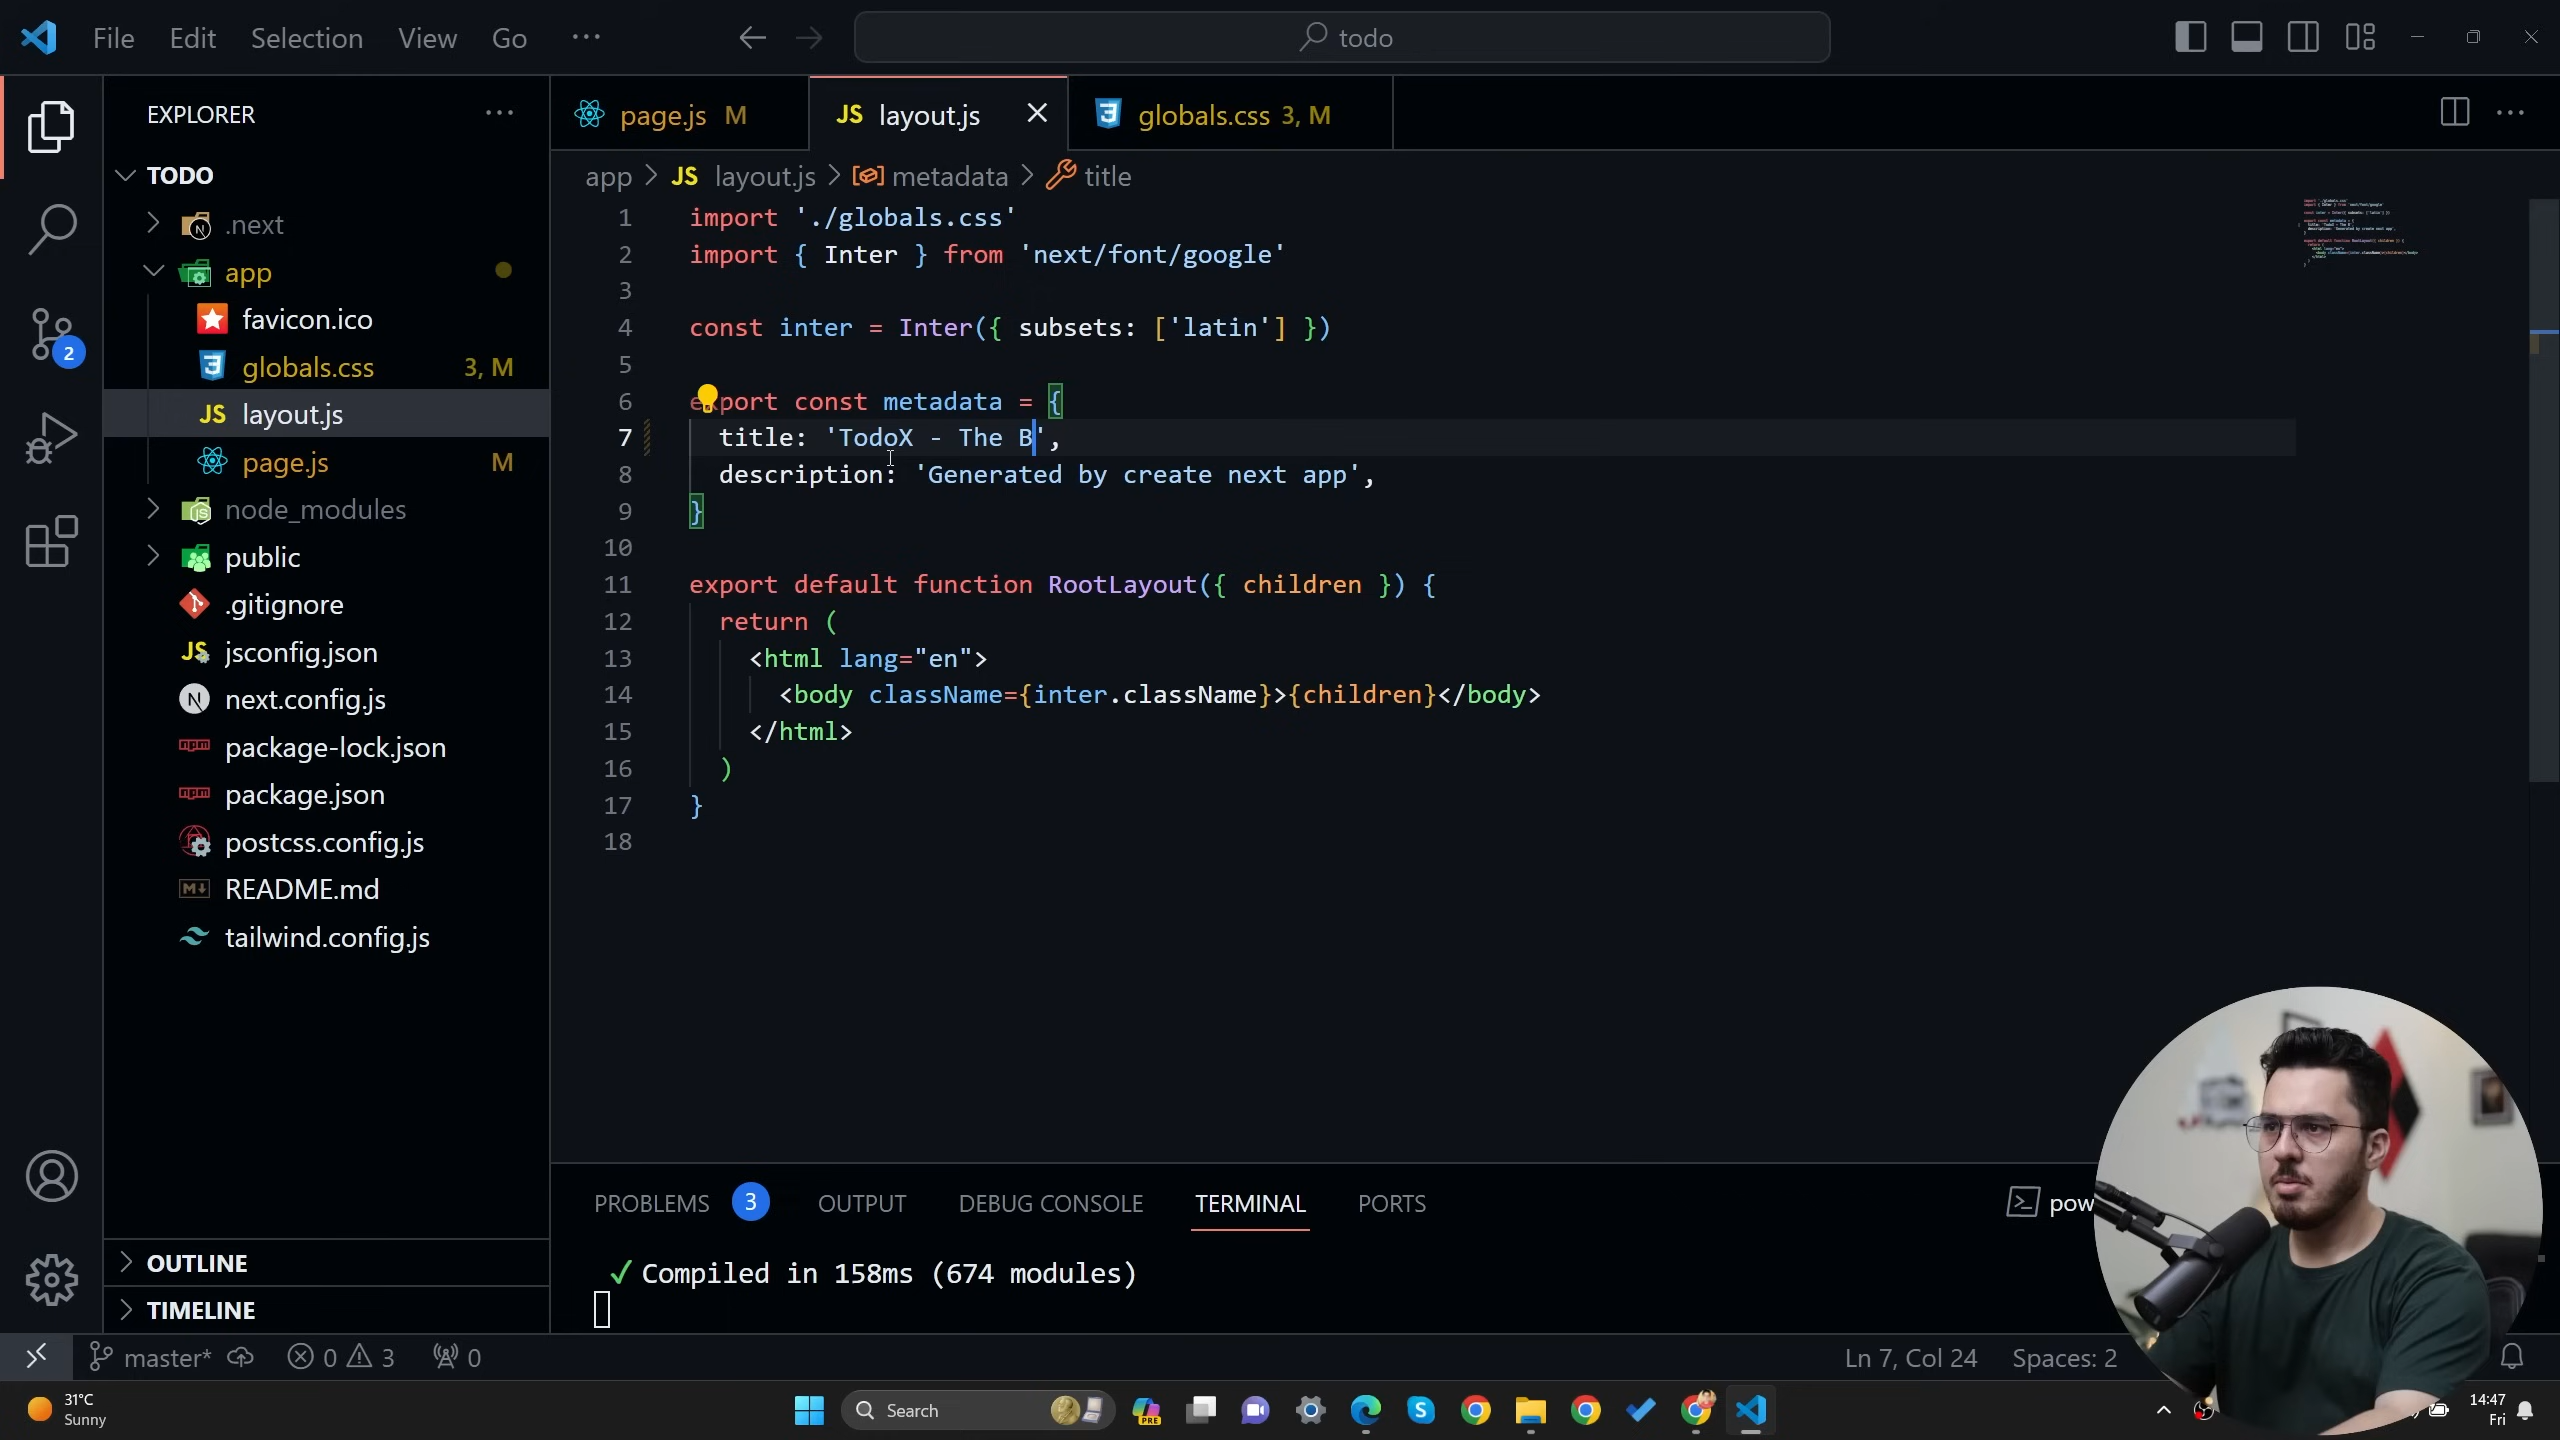 File Edit Selection View Go ···
todo
EXPLORER ···
TODO
.next
app
favicon.ico
globals.css 3, M
layout.js
page.js M
node_modules
public
.gitignore
jsconfig.json
next.config.js
package-lock.json
package.json
postcss.config.js
README.md
tailwind.config.js
OUTLINE
TIMELINE
page.js M
JS layout.js
globals.css 3, M
app > JS layout.js > metadata > title
1 import './globals.css'
2 import { Inter } from 'next/font/google'
3
4 const inter = Inter({ subsets: ['latin'] })
5
6 export const metadata = {
7 title: 'TodoX - The B',
8 description: 'Generated by create next app',
9 }
10
11 export default function RootLayout({ children }) {
12 return (
13 <html lang="en">
14 <body className={inter.className}>{children}</body>
15 </html>
16 )
17 }
18
PROBLEMS 3 OUTPUT DEBUG CONSOLE TERMINAL PORTS
pow
✓ Compiled in 158ms (674 modules)
master* 0 3 0
Ln 7, Col 24 Spaces: 2
31°C
Sunny
Search
PRE
14:47
Fri
2